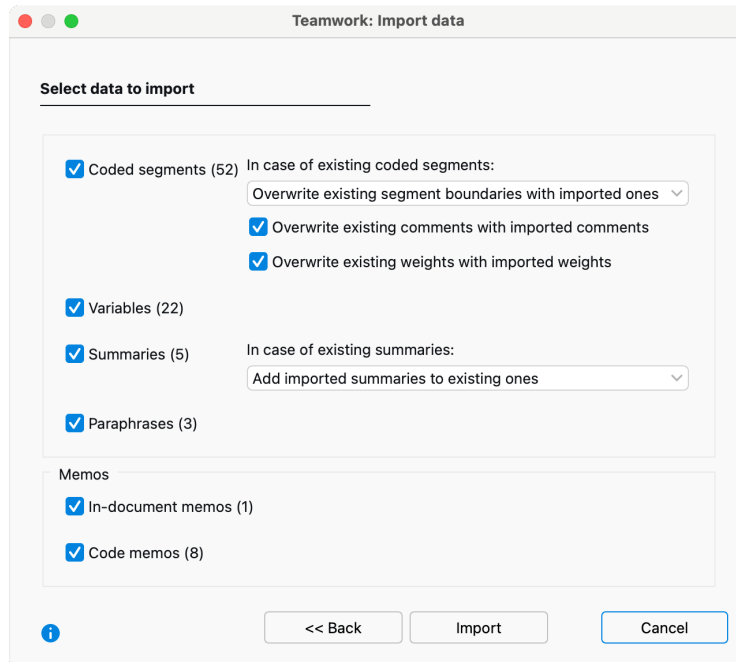 Teamwork: Import data
Select data to import
Coded segments (52)
In case of existing coded segments:
Overwrite existing segment boundaries with imported ones
Overwrite existing comments with imported comments
Overwrite existing weights with imported weights
Variables (22)
Summaries (5)
In case of existing summaries:
Add imported summaries to existing ones
Paraphrases (3)
Memos
In-document memos (1)
Code memos (8)
<< Back
Import
Cancel